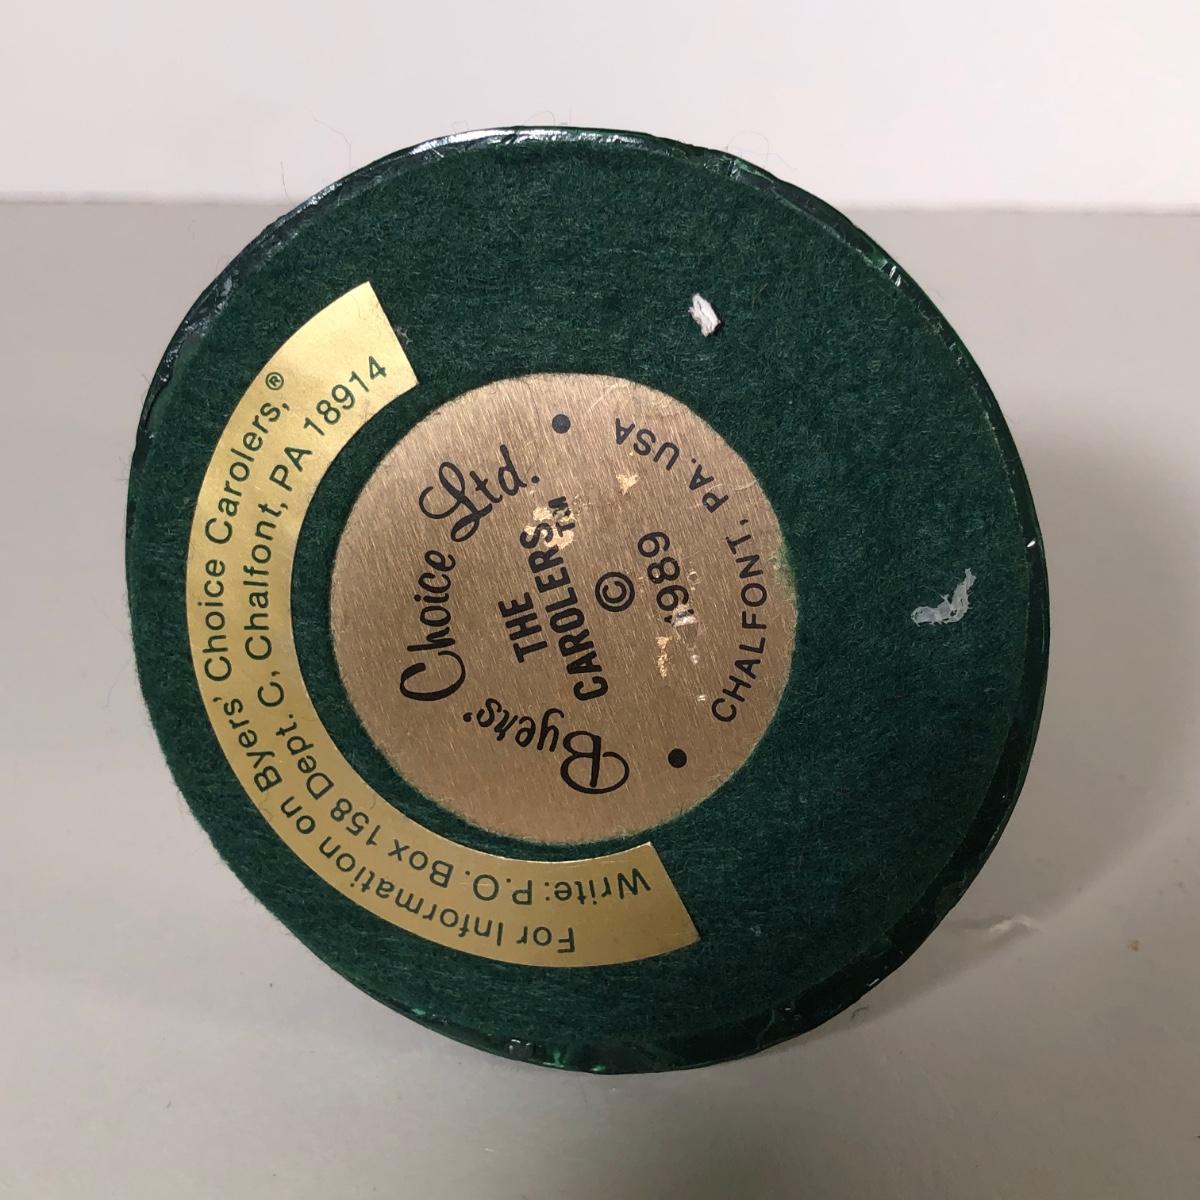 Byers' Choice Ltd.
THE
CAROLERS™
©
1989
CHALFONT, PA. USA
For Information on Byers' Choice Carolers,®
Write: P.O. Box 158 Dept. C, Chalfont, PA 18914